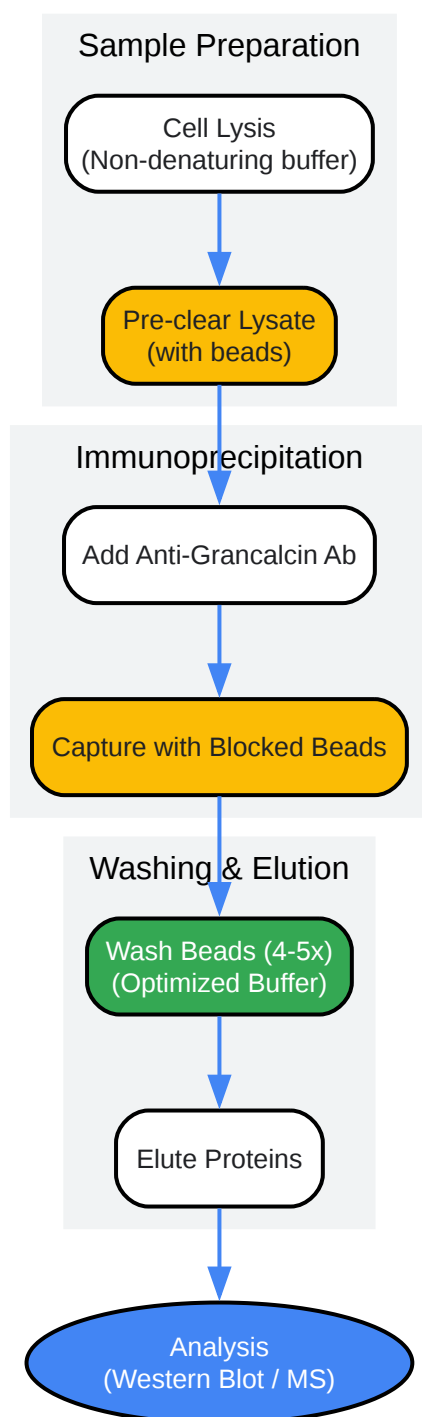 Sample Preparation
Cell Lysis
(Non-denaturing buffer)
Pre-clear Lysate
(with beads)
Immunoprecipitation
Add Anti-Grancalcin Ab
Capture with Blocked Beads
Washing & Elution
Wash Beads (4-5x)
(Optimized Buffer)
Elute Proteins
Analysis
(Western Blot / MS)